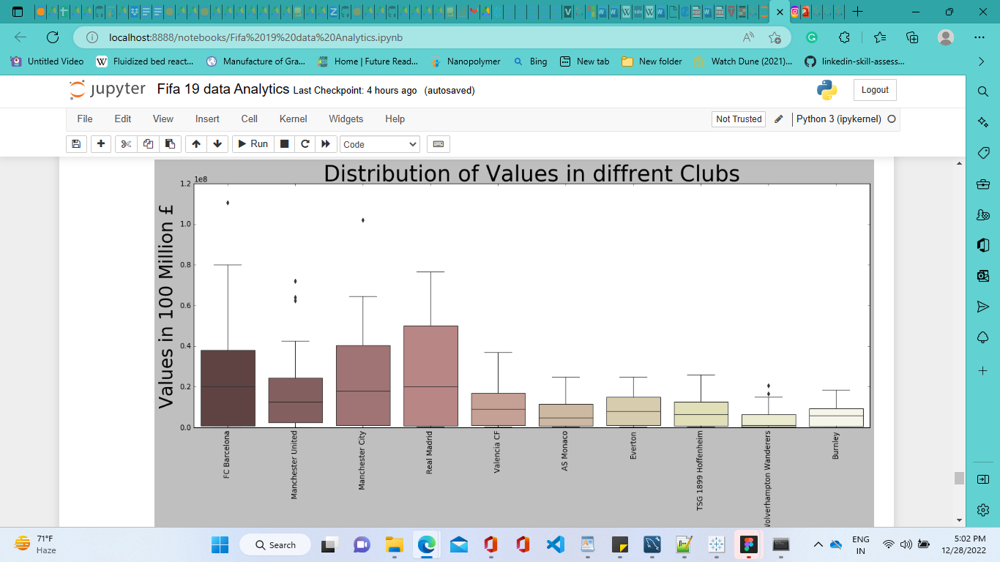 localhost:8888/notebooks/Fifa%2019%20data%20Analytics.ipynb
Untitled Video Fluidized bed react... Manufacture of Gra... Home | Future Read... Nanopolymer Bing New tab New folder Watch Dune (2021)... linkedin-skill-assess...
jupyter Fifa 19 data Analytics Last Checkpoint: 4 hours ago (autosaved)
Logout
File Edit View Insert Cell Kernel Widgets Help
Not Trusted
Python 3 (ipykernel)
Run
Code
Distribution of Values in diffrent Clubs
1e8
Values in 100 Million £
1.2
1.0
0.8
0.6
0.4
0.2
0.0
FC Barcelona
Manchester United
Manchester City
Real Madrid
Valencia CF
AS Monaco
Everton
TSG 1899 Hoffenheim
Wolverhampton Wanderers
Burnley
71°F
Haze
Search
ENG
IN
5:02 PM
12/28/2022